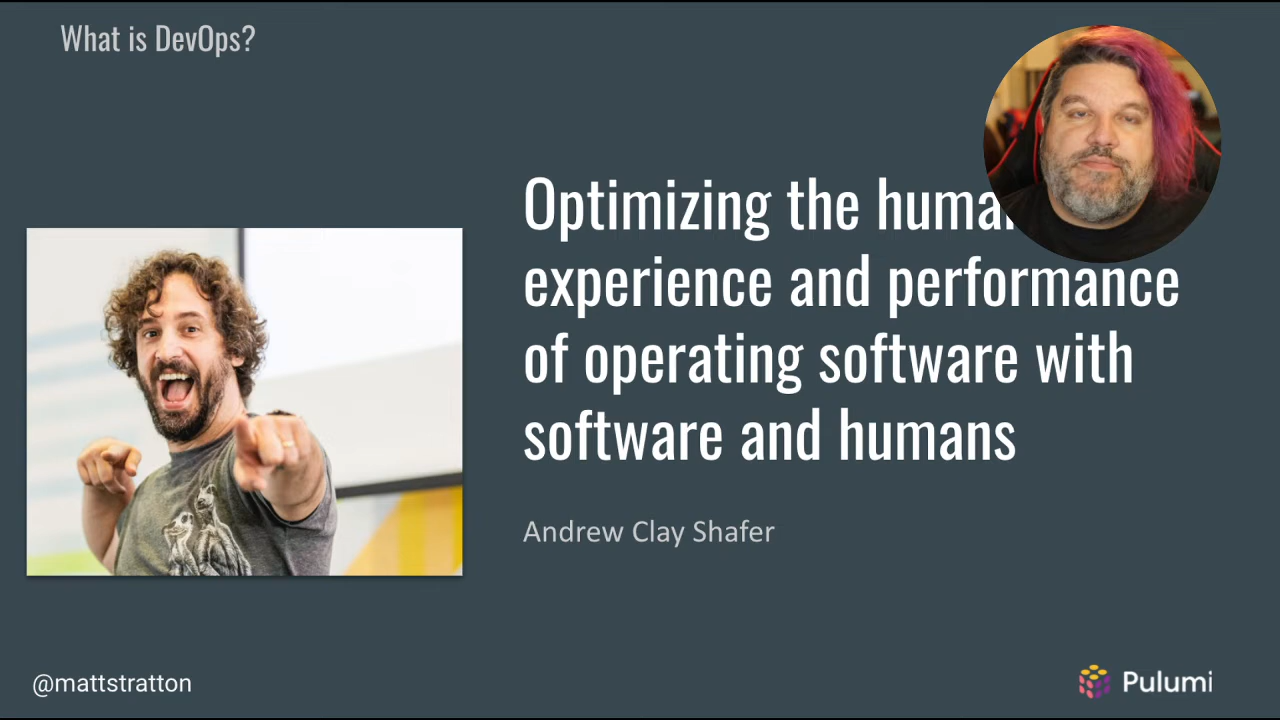 What is DevOps?
Optimizing the huma
experience and performance
of operating software with
software and humans
Andrew Clay Shafer
@mattstratton
Pulumi